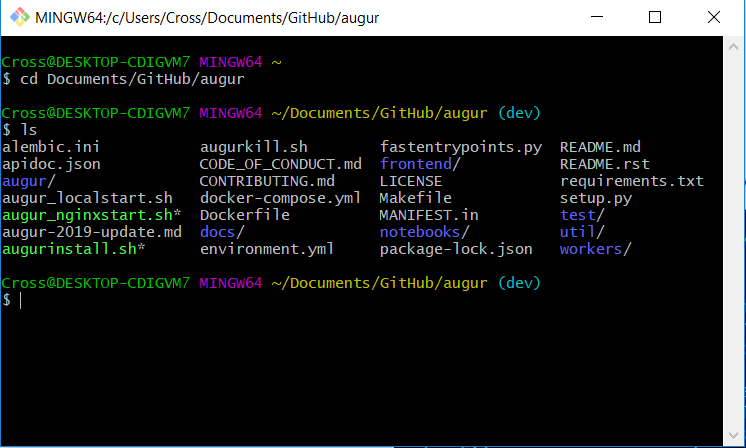 MINGW64:/c/Users/Cross/Documents/GitHub/augur
Cross@DESKTOP-CDIGVM7 MINGW64 ~
$ cd Documents/GitHub/augur
Cross@DESKTOP-CDIGVM7 MINGW64 ~/Documents/GitHub/augur (dev)
$ ls
alembic.ini augurkill.sh fastentrypoints.py README.md
apidoc.json CODE_OF_CONDUCT.md frontend/ README.rst
augur/ CONTRIBUTING.md LICENSE requirements.txt
augur_localstart.sh docker-compose.yml Makefile setup.py
augur_nginxstart.sh* Dockerfile MANIFEST.in test/
augur-2019-update.md docs/ notebooks/ util/
augurinstall.sh* environment.yml package-lock.json workers/
Cross@DESKTOP-CDIGVM7 MINGW64 ~/Documents/GitHub/augur (dev)
$